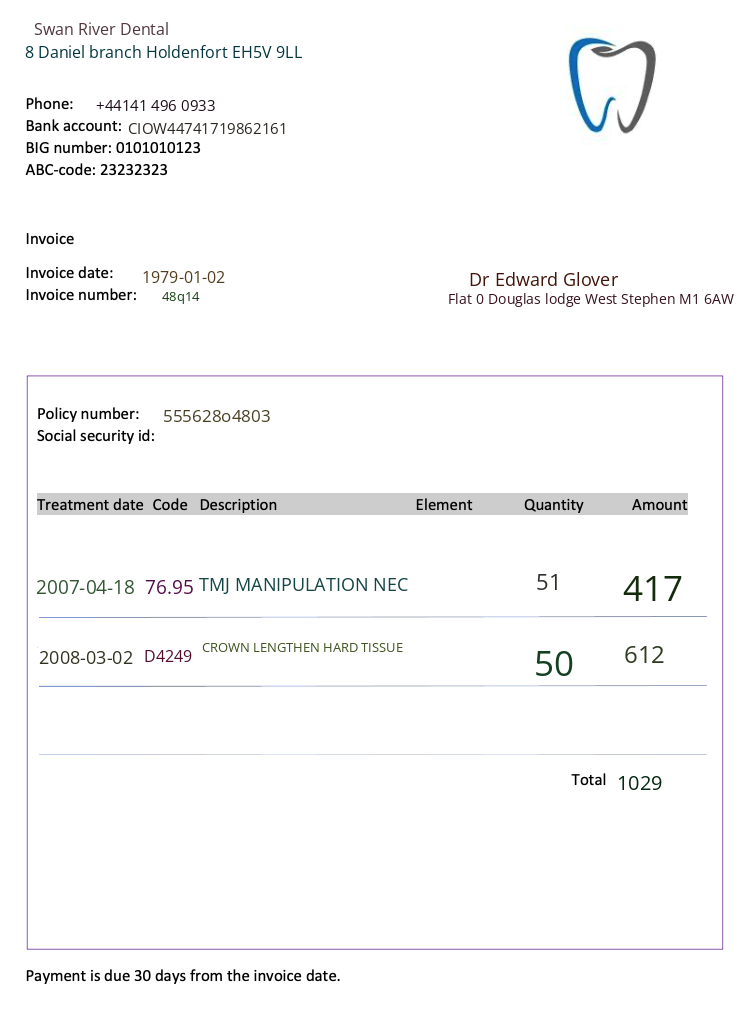 Swan River Dental
8 Daniel branch Holdenfort EH5V 9LL
Phone: +44141 496 0933
Bank account: CIOW44741719862161
BIG number: 0101010123
ABC-code: 23232323
Invoice
Invoice date: 1979-01-02
Invoice number: 48q14
Dr Edward Glover
Flat 0 Douglas lodge West Stephen M1 6AW
Policy number: 555628o4803
Social security id:
Treatment date Code Description Element Quantity Amount
2007-04-18 76.95 TMJ MANIPULATION NEC 51 417
2008-03-02 D4249 CROWN LENGTHEN HARD TISSUE 50 612
Total 1029
Payment is due 30 days from the invoice date.